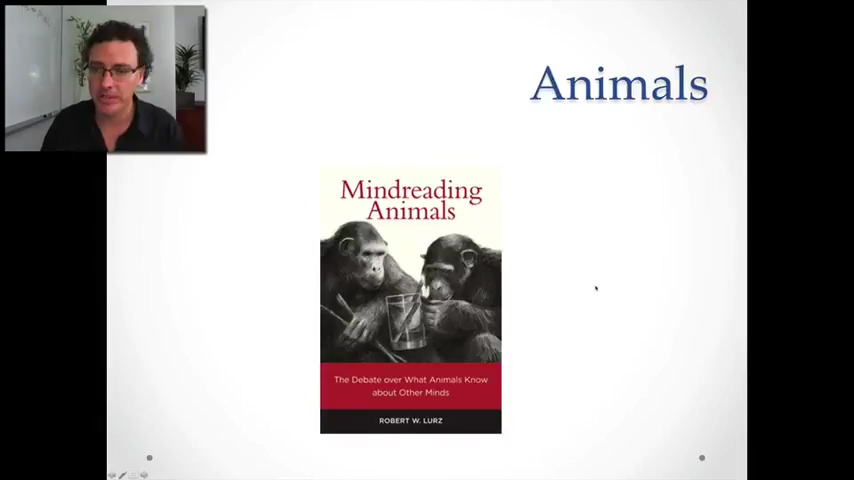 Animals
Mindreading
Animals
The Debate over What Animals Know
about Other Minds
ROBERT W. LURZ